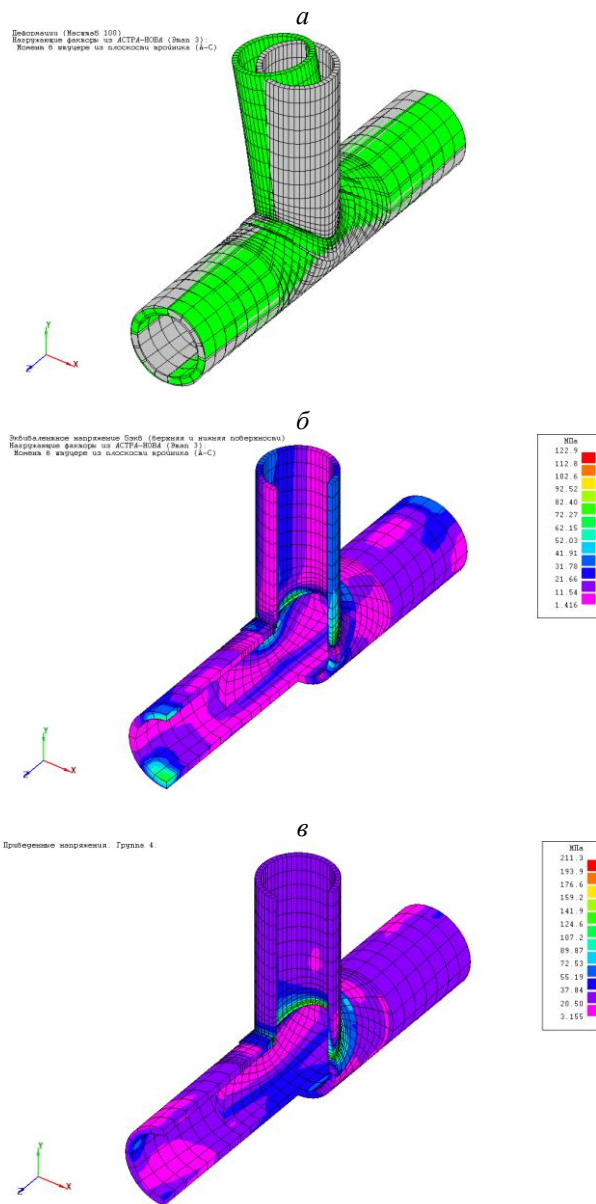 а
Деформации (Масштаб 100)
Нагружающие факторы из АСТРА-НОВА (Этап 3):
Момент в штуцере из плоскости тройника (A-C)
Y
X
Z
б
Эквивалентное напряжение Sэкв (верхняя и нижняя поверхности)
Нагружающие факторы из АСТРА-НОВА (Этап 3):
Момент в штуцере из плоскости тройника (A-C)
МПа
122.9
112.8
102.6
92.52
82.40
72.27
62.15
52.03
41.91
31.78
21.66
11.54
1.416
Y
X
Z
в
Приведенные напряжения. Группа 4.
МПа
211.3
193.9
176.6
159.2
141.9
124.6
107.2
89.87
72.53
55.19
37.84
20.50
3.155
Y
X
Z